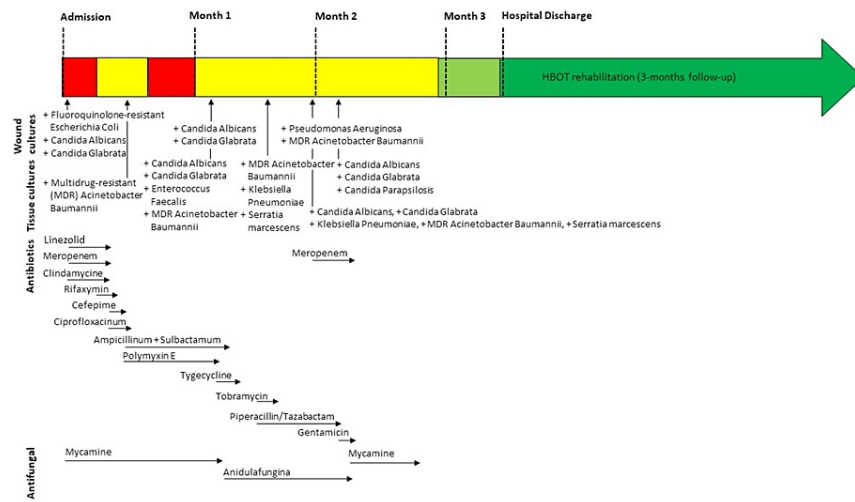 Admission
Month 1
Month 2
Month 3
Hospital Discharge
HBOT rehabilitation (3-months follow-up)
Wound cultures
+ Fluoroquinolone-resistant
Escherichia Coli
+ Candida Albicans
+ Candida Glabrata
+ Candida Albicans
+ Candida Glabrata
+ Pseudomonas Aeruginosa
+ MDR Acinetobacter Baumannii
Tissue cultures
+ Multidrug-resistant
(MDR) Acinetobacter
Baumannii
+ Candida Albicans
+ Candida Glabrata
+ Enterococcus
Faecalis
+ MDR Acinetobacter
Baumannii
+ MDR Acinetobacter
Baumannii
+ Klebsiella
Pneumoniae
+ Serratia
marcescens
+ Candida Albicans
+ Candida Glabrata
+ Candida Parapsilosis
+ Candida Albicans, +Candida Glabrata
+ Klebsiella Pneumoniae, +MDR Acinetobacter Baumannii, +Serratia marcescens
Antibiotics
Linezolid
Meropenem
Clindamycine
Rifaxymin
Cefepime
Ciprofloxacinum
Ampicillinum + Sulbactamum
Polymyxin E
Tygecycline
Tobramycin
Piperacillin/Tazabactam
Gentamicin
Meropenem
Antifungal
Mycamine
Anidulafungina
Mycamine